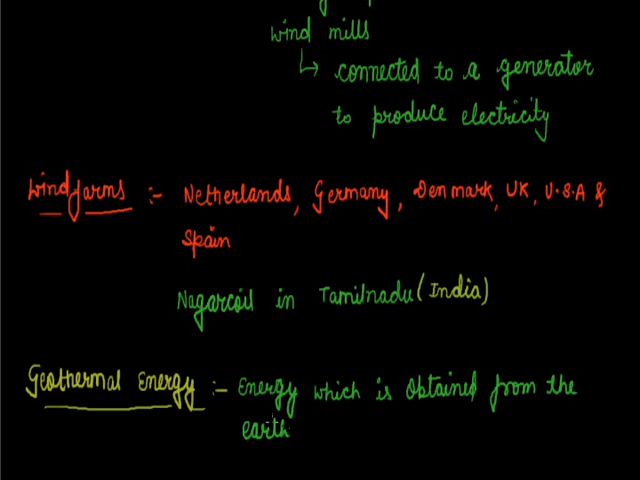 wind mills
↳ connected to a generator
to produce electricity
Windfarms :- Netherlands, Germany, Denmark, UK, U.S.A &
Spain
Nagarcoil in Tamilnadu (India)
Geothermal Energy :- Energy which is obtained from the
earth